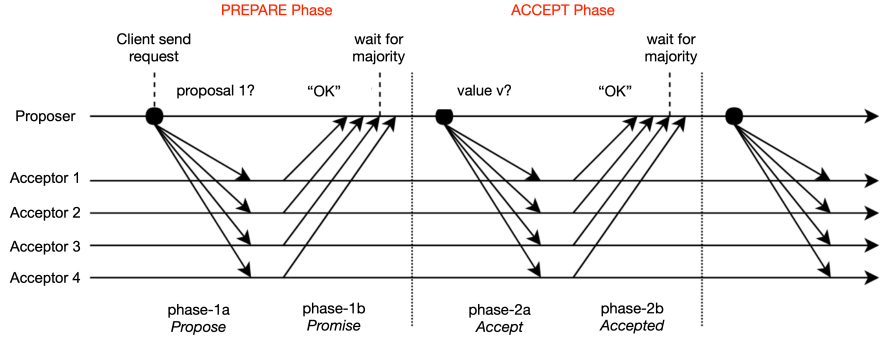 PREPARE Phase
ACCEPT Phase
Client send
request
wait for
majority
wait for
majority
proposal 1?
“OK”
value v?
“OK”
Proposer
Acceptor 1
Acceptor 2
Acceptor 3
Acceptor 4
phase-1a
Propose
phase-1b
Promise
phase-2a
Accept
phase-2b
Accepted